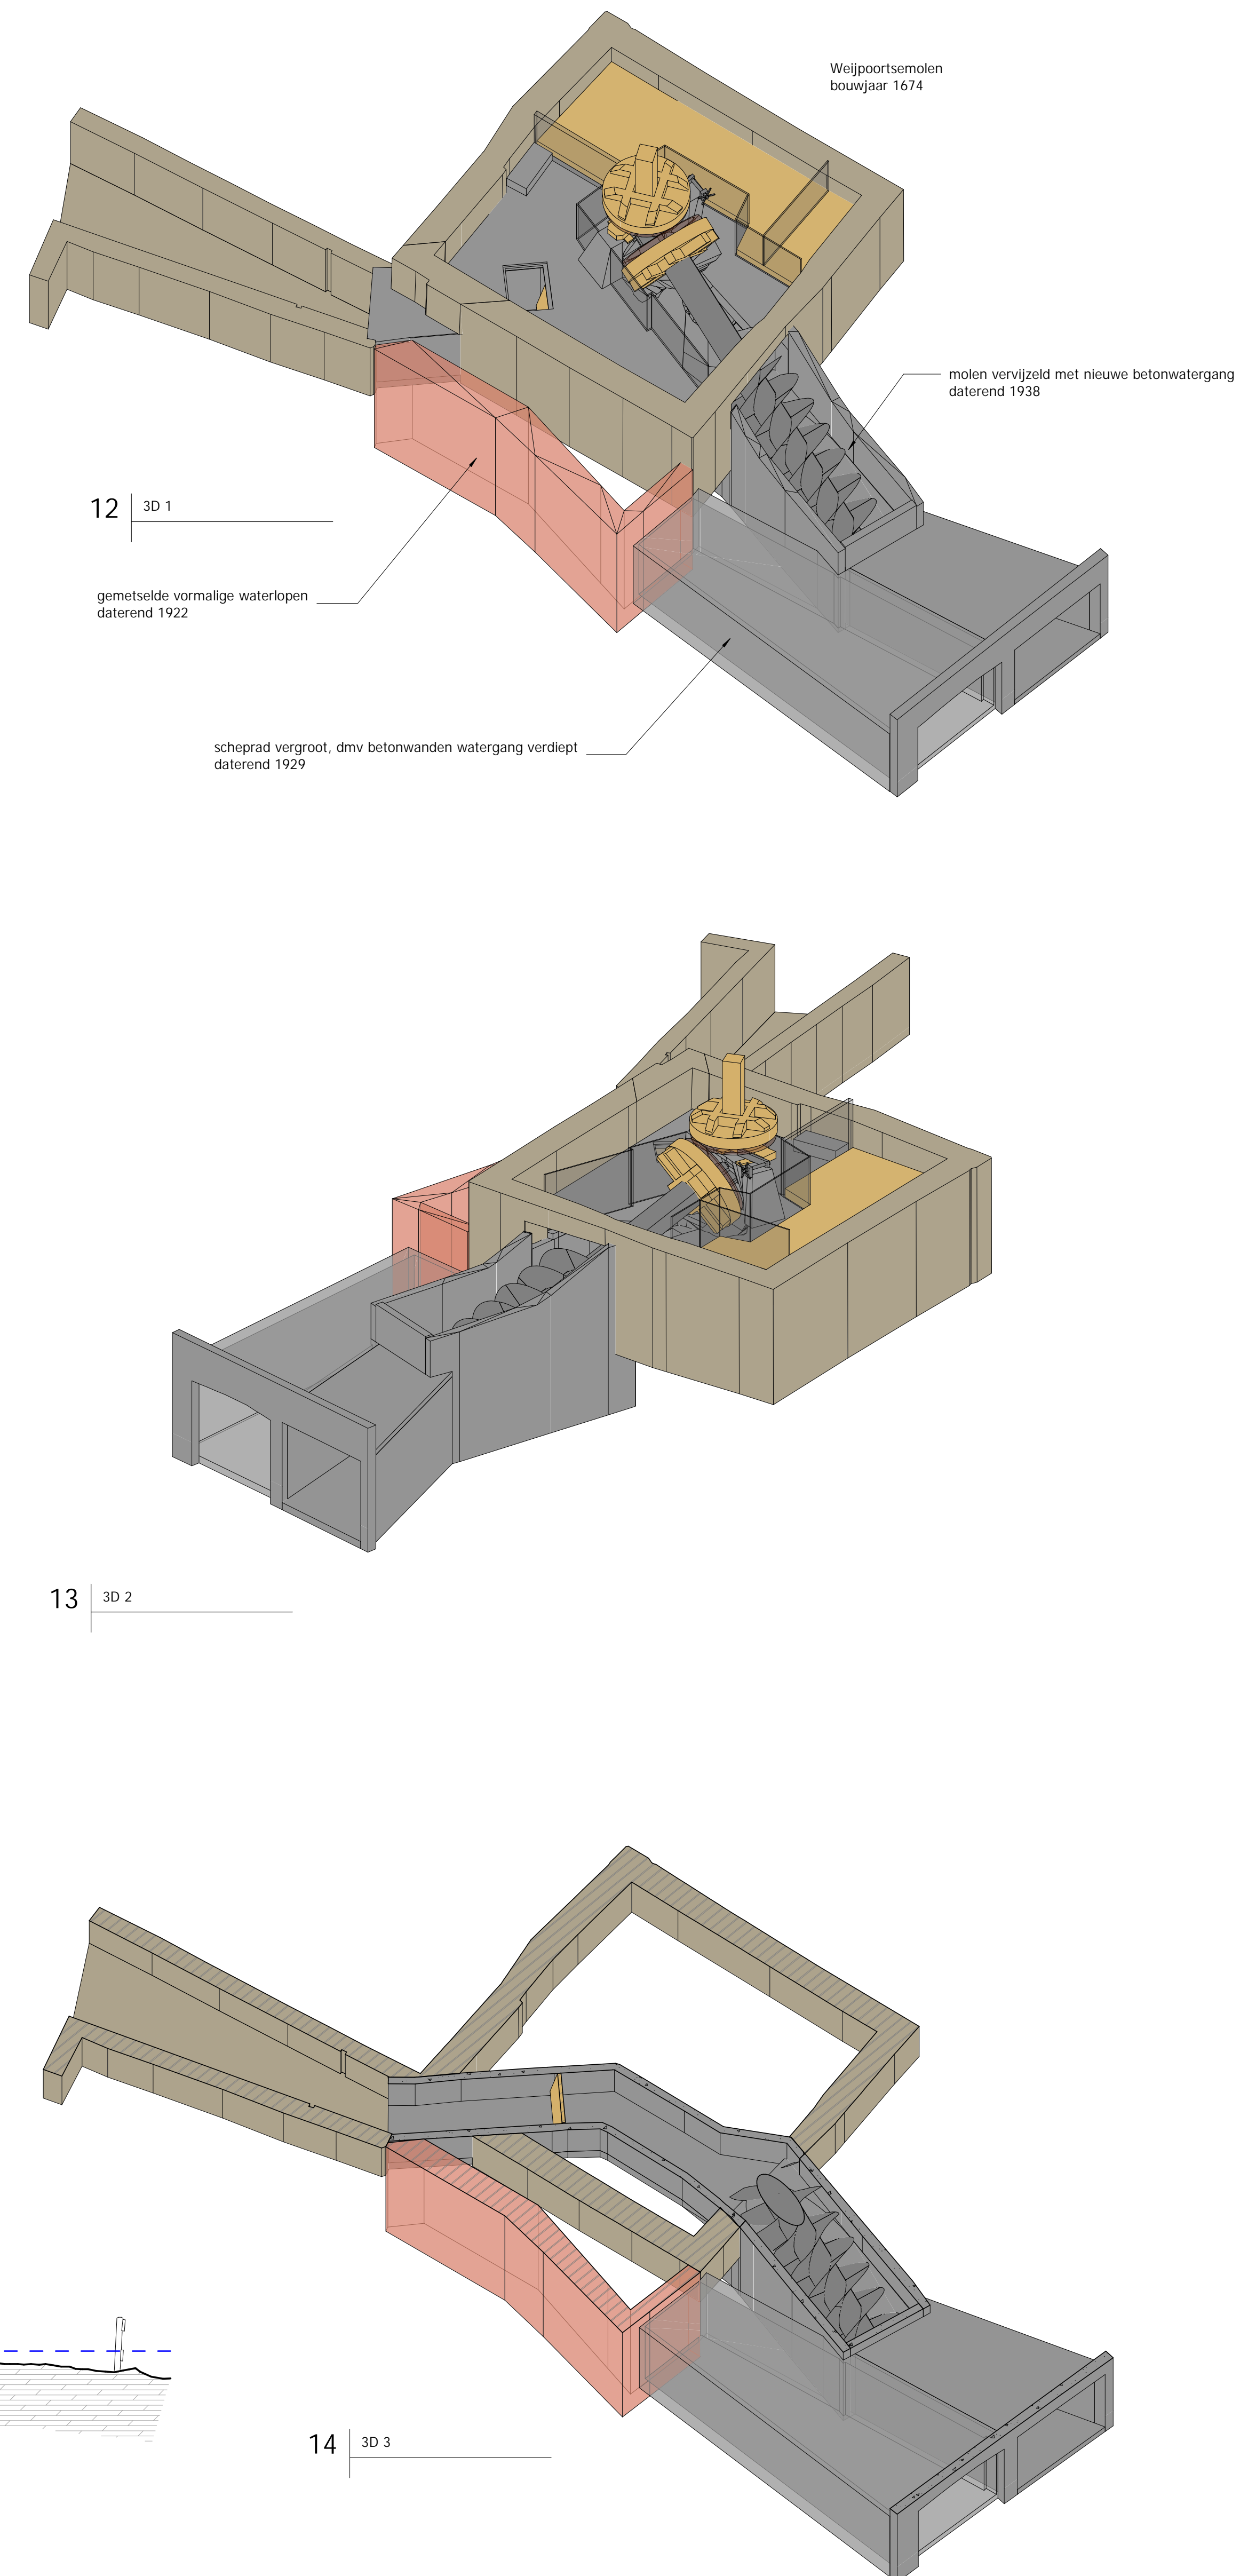 Weijpoortsemolen
bouwjaar 1674
molen vervijzeld met nieuwe betonwatergang
daterend 1938
12 3D 1
gemetselde vormalige waterlopen
daterend 1922
scheprad vergroot, dmv betonwanden watergang verdiept
daterend 1929
13 3D 2
14 3D 3